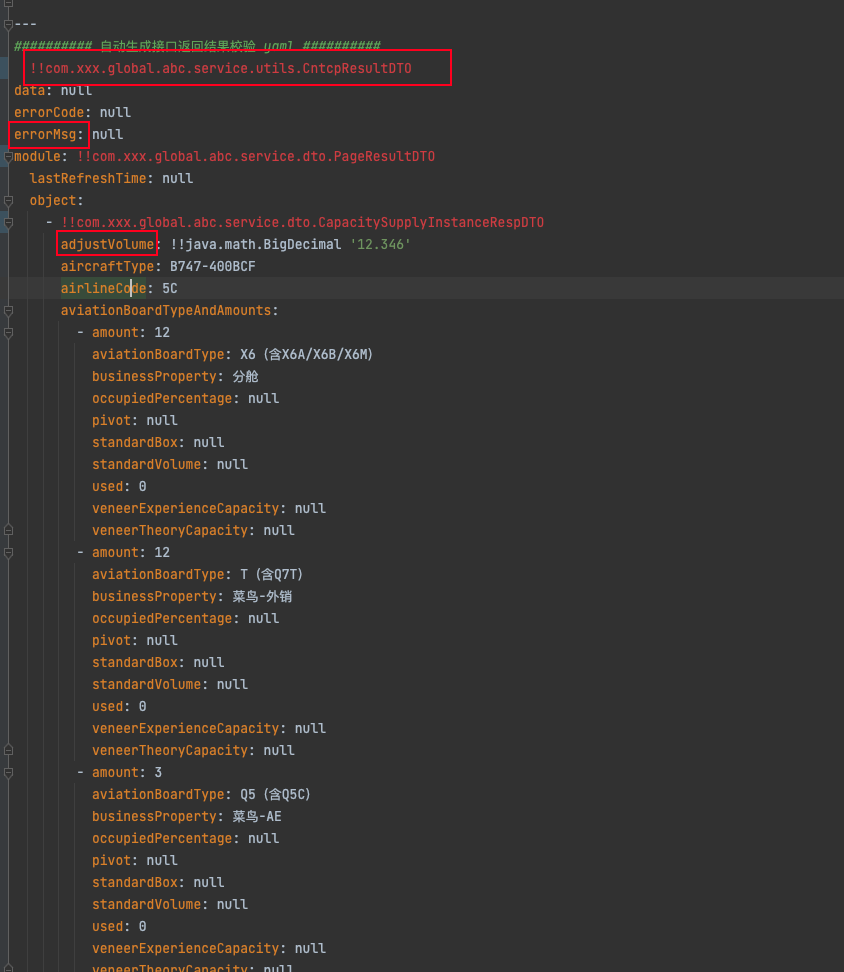 ---
########## 自动生成接口返回结果校验 yaml ##########
!!com.xxx.global.abc.service.utils.CntcpResultDTO
data: null
errorCode: null
errorMsg: null
module: !!com.xxx.global.abc.service.dto.PageResultDTO
lastRefreshTime: null
object:
- !!com.xxx.global.abc.service.dto.CapacitySupplyInstanceRespDTO
adjustVolume: !!java.math.BigDecimal '12.346'
aircraftType: B747-400BCF
airlineCode: 5C
aviationBoardTypeAndAmounts:
- amount: 12
aviationBoardType: X6（含X6A/X6B/X6M）
businessProperty: 分舱
occupiedPercentage: null
pivot: null
standardBox: null
standardVolume: null
used: 0
veneerExperienceCapacity: null
veneerTheoryCapacity: null
- amount: 12
aviationBoardType: T（含Q7T）
businessProperty: 菜鸟-外销
occupiedPercentage: null
pivot: null
standardBox: null
standardVolume: null
used: 0
veneerExperienceCapacity: null
veneerTheoryCapacity: null
- amount: 3
aviationBoardType: Q5（含Q5C）
businessProperty: 菜鸟-AE
occupiedPercentage: null
pivot: null
standardBox: null
standardVolume: null
used: 0
veneerExperienceCapacity: null
veneerTheoryCapacity: null